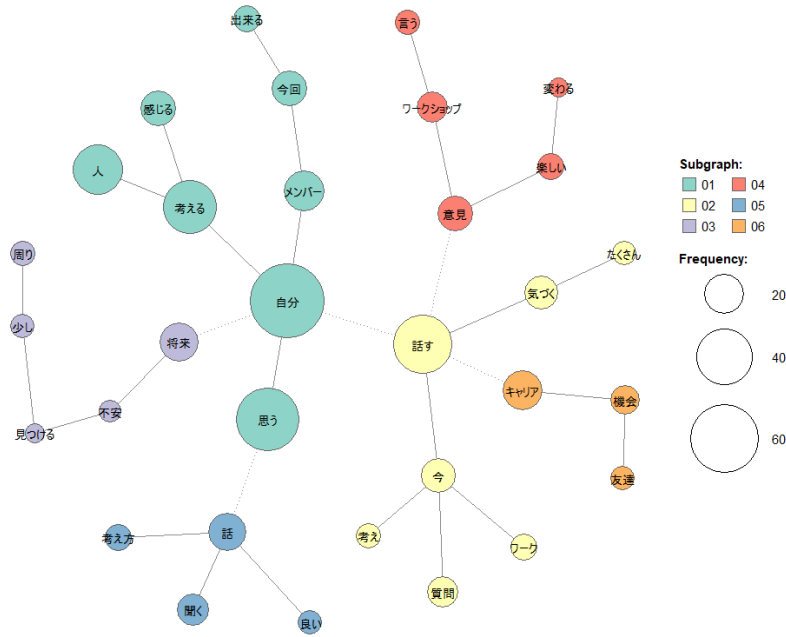 出来る
言う
今回
変わる
感じる
ワークショップ
人
楽しい
メンバー
考える
意見
周り
たくさん
気づく
自分
少し
将来
話す
キャリア
機会
不安
思う
見つける
今
友達
話
考え方
考え
ワーク
質問
聞く
良い
Subgraph:
01
04
02
05
03
06
Frequency:
20
40
60